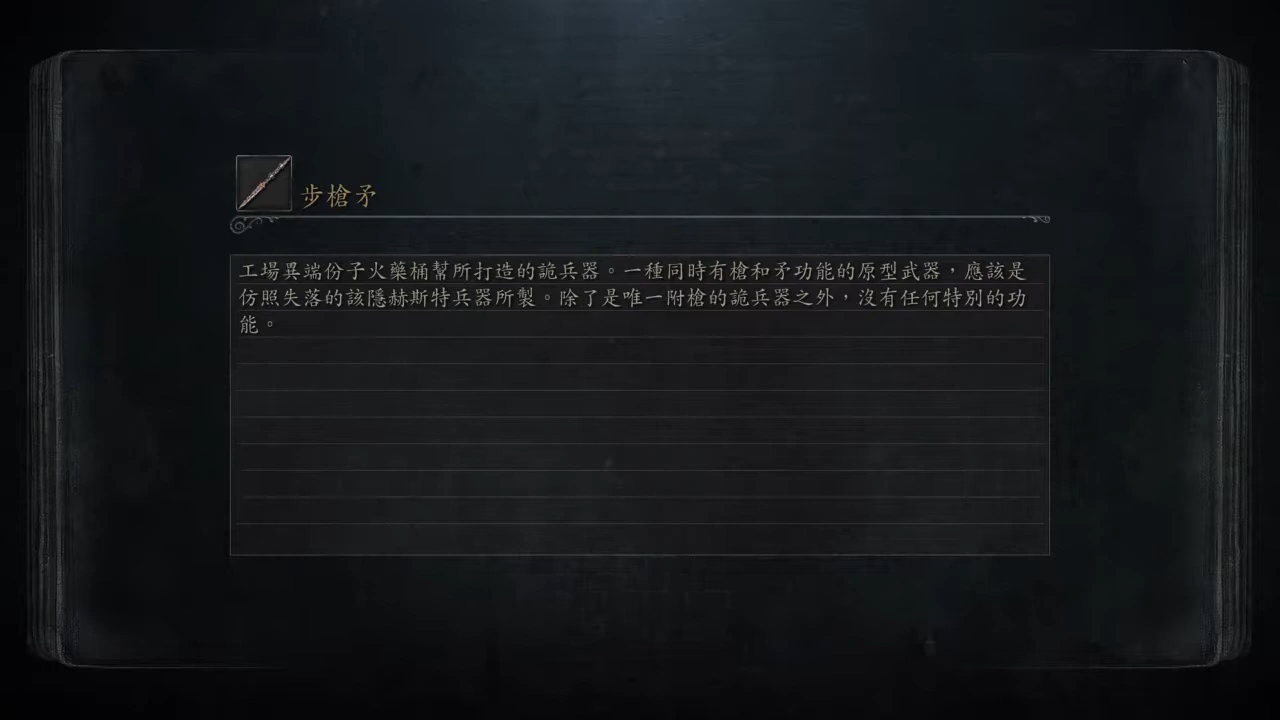 步槍矛
工場異端份子火藥桶幫所打造的詭兵器。一種同時有槍和矛功能的原型武器，應該是
仿照失落的該隱赫斯特兵器所製。除了是唯一附槍的詭兵器之外，沒有任何特別的功
能。